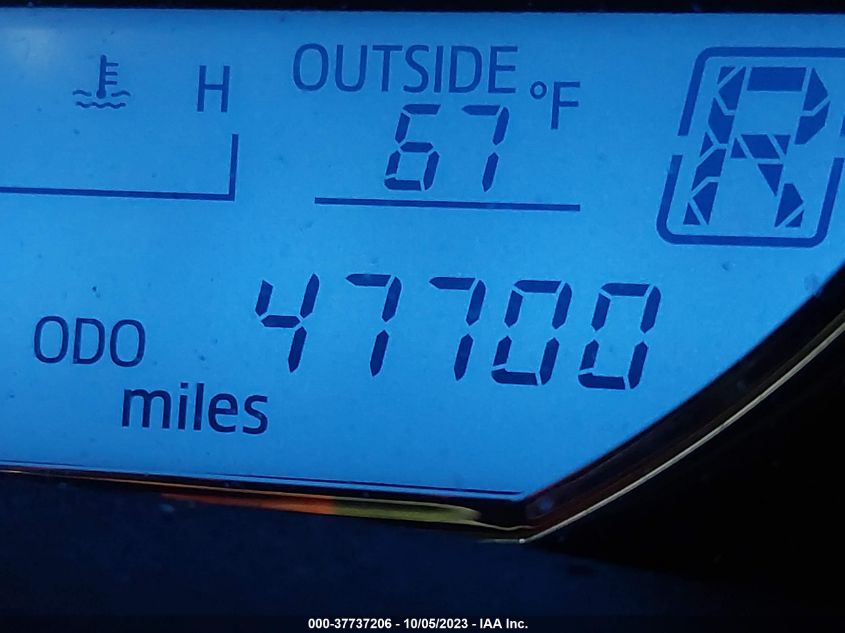 H
OUTSIDE
67 °F
R
47700
ODO
miles
000-37737206 - 10/05/2023 - IAA Inc.